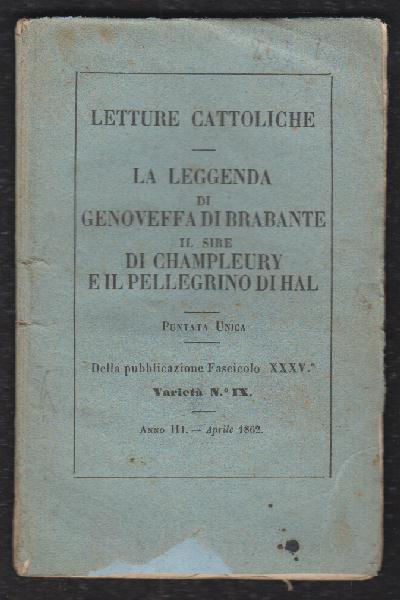 LETTURE CATTOLICHE
LA LEGGENDA
DI
GENOVEFFA DI BRABANTE
IL SIRE
DI CHAMPLEURY
E IL PELLEGRINO DI HAL
PUNTATA UNICA
Della pubblicazione Fascicolo XXXV.º
Varietà N.º IX.
ANNO III. — Aprile 1862.